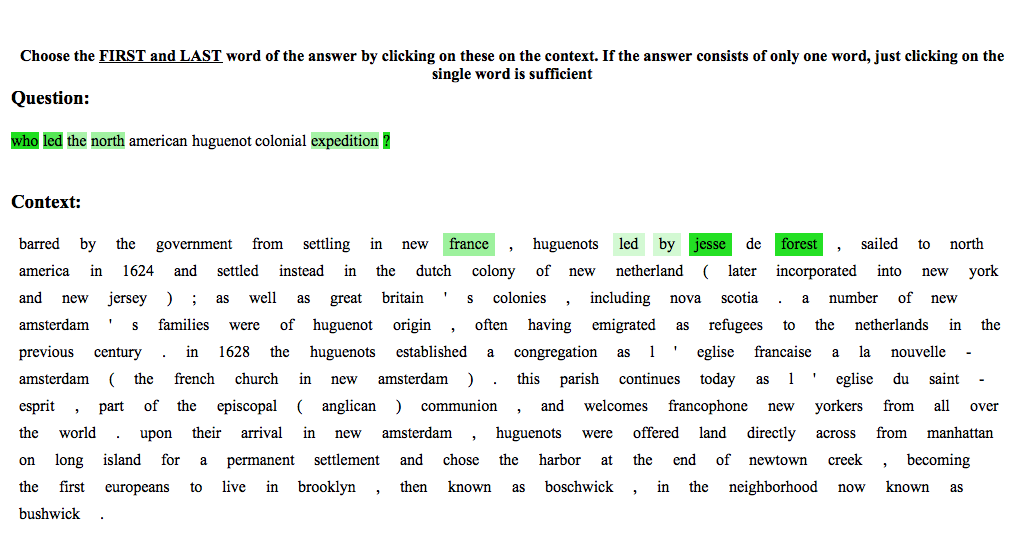 Choose the FIRST and LAST word of the answer by clicking on these on the context. If the answer consists of only one word, just clicking on the
single word is sufficient
Question:
who led the north american huguenot colonial expedition ?
Context:
barred by the government from settling in new france , huguenots led by jesse de forest , sailed to north
america in 1624 and settled instead in the dutch colony of new netherland ( later incorporated into new york
and new jersey ) ; as well as great britain ' s colonies , including nova scotia . a number of new
amsterdam ' s families were of huguenot origin , often having emigrated as refugees to the netherlands in the
previous century . in 1628 the huguenots established a congregation as l ' eglise francaise a la nouvelle -
amsterdam ( the french church in new amsterdam ) . this parish continues today as l ' eglise du saint -
esprit , part of the episcopal ( anglican ) communion , and welcomes francophone new yorkers from all over
the world . upon their arrival in new amsterdam , huguenots were offered land directly across from manhattan
on long island for a permanent settlement and chose the harbor at the end of newtown creek , becoming
the first europeans to live in brooklyn , then known as boschwick , in the neighborhood now known as
bushwick .